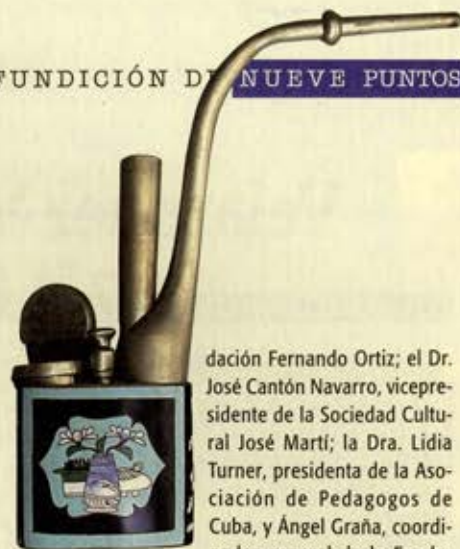 FUNDICIÓN DE NUEVE PUNTOS
dación Fernando Ortiz; el Dr.
José Cantón Navarro, vicepre-
sidente de la Sociedad Cultu-
ral José Martí; la Dra. Lidia
Turner, presidenta de la Aso-
ciación de Pedagogos de
Cuba, y Ángel Graña, coordi-